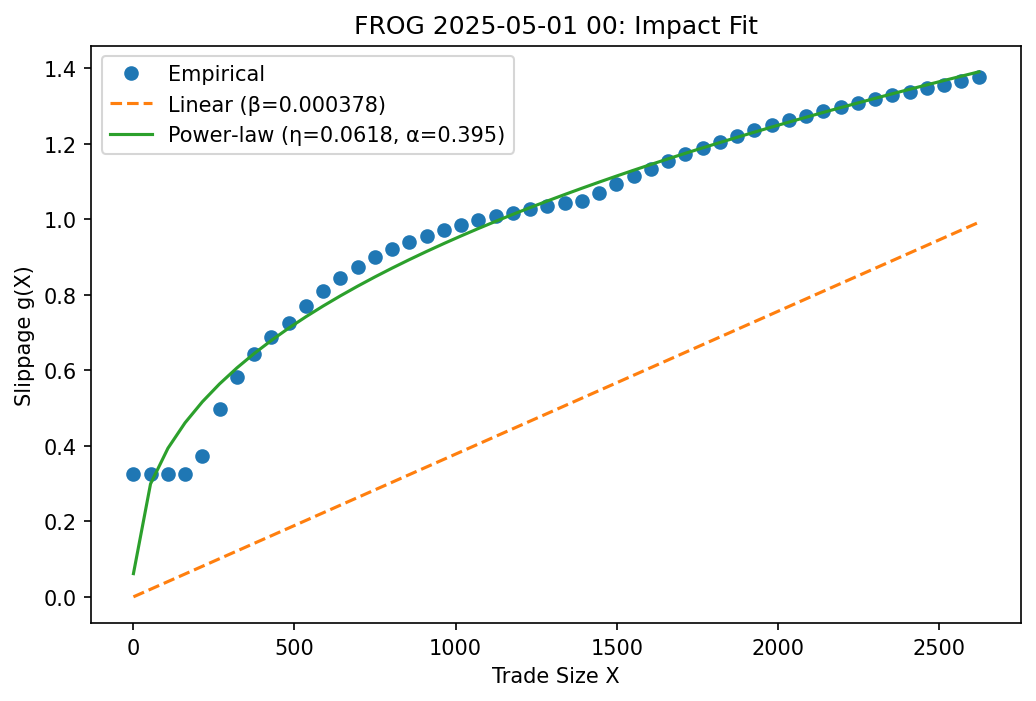 FROG 2025-05-01 00: Impact Fit
Empirical
Linear (β=0.000378)
Power-law (η=0.0618, α=0.395)
Slippage g(X)
1.4
1.2
1.0
0.8
0.6
0.4
0.2
0.0
0 500 1000 1500 2000 2500
Trade Size X